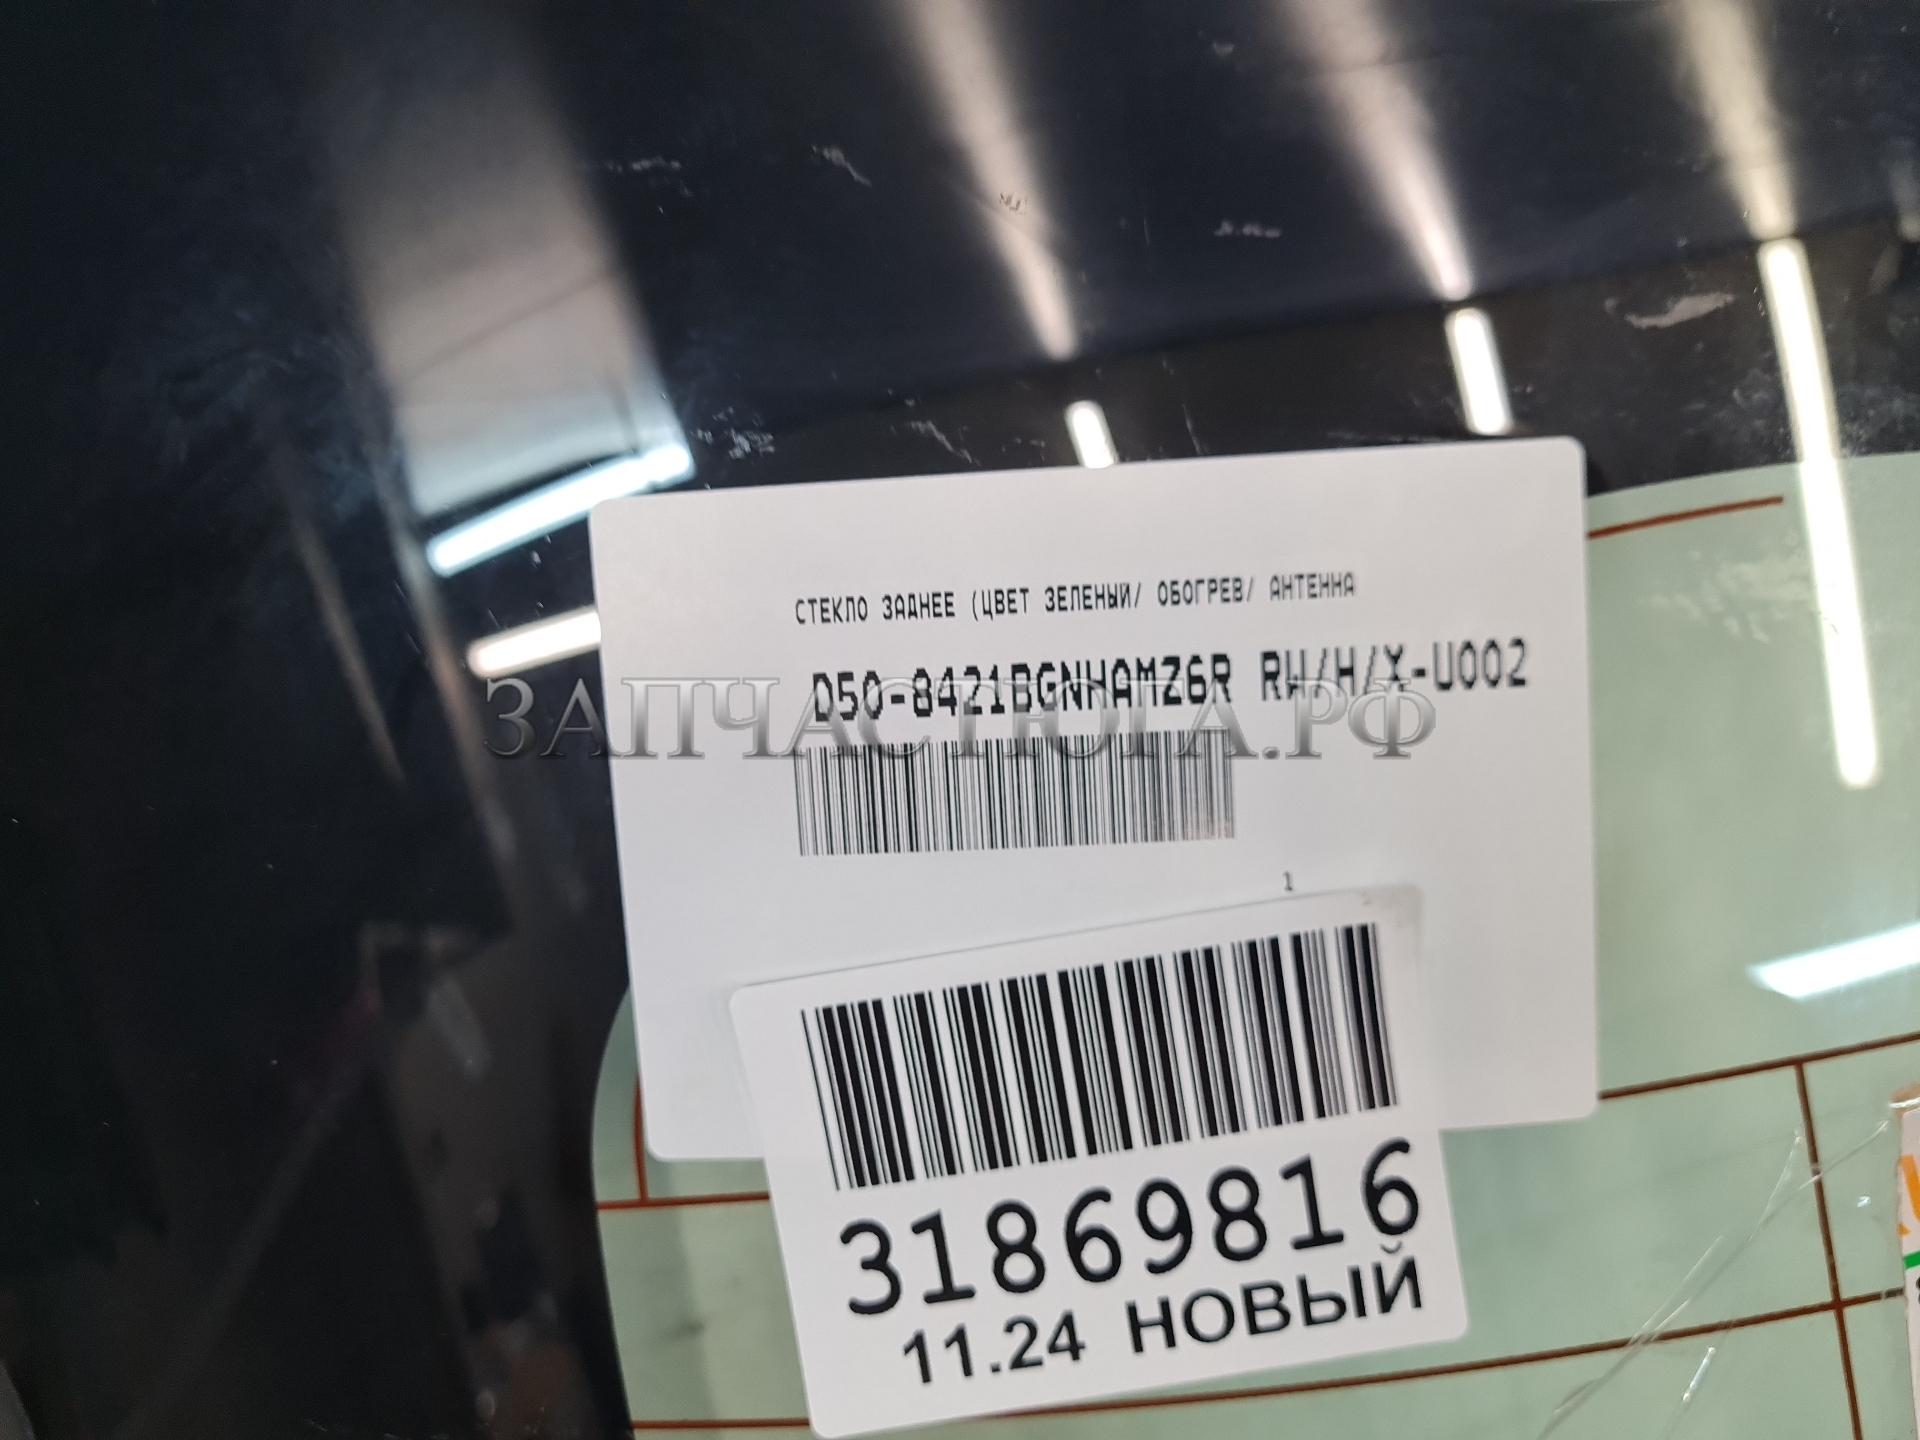 СТЕКЛО ЗАДНЕЕ (ЦВЕТ ЗЕЛЕНЫЙ/ ОБОГРЕВ/ АНТЕННА
D50-8421BGNHAMZ6R RW/H/X-U002
ЗАПЧАСТЮГА.РФ
1
31869816
11.24 НОВЫЙ